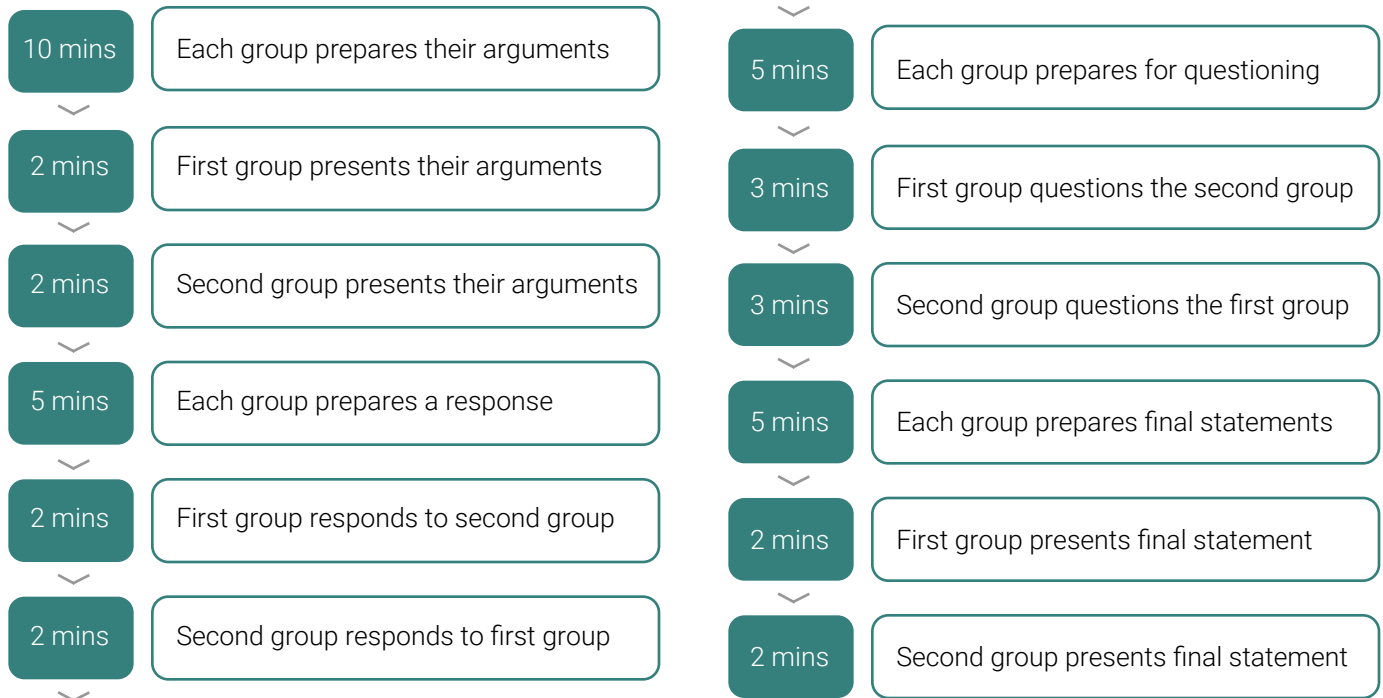 10 mins
Each group prepares their arguments
2 mins
First group presents their arguments
2 mins
Second group presents their arguments
5 mins
Each group prepares a response
2 mins
First group responds to second group
2 mins
Second group responds to first group
5 mins
Each group prepares for questioning
3 mins
First group questions the second group
3 mins
Second group questions the first group
5 mins
Each group prepares final statements
2 mins
First group presents final statement
2 mins
Second group presents final statement